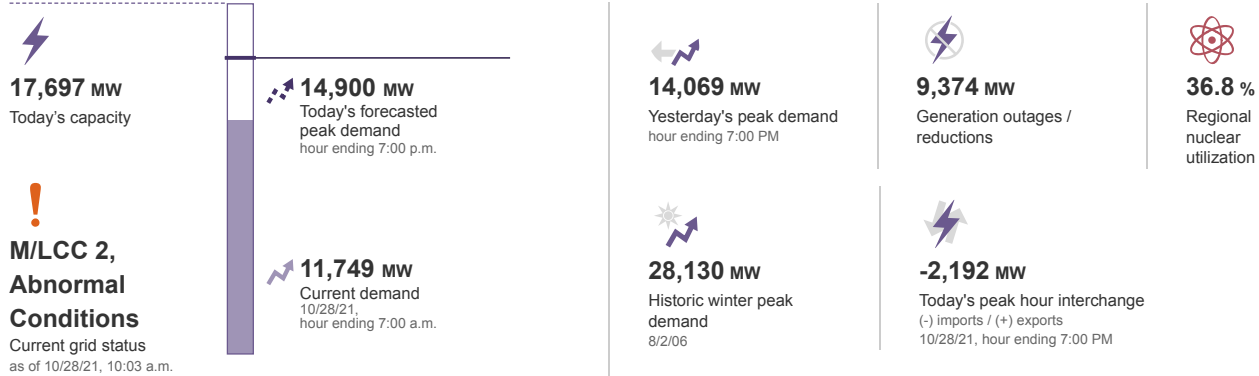 17,697 MW
Today's capacity
M/LCC 2,
Abnormal
Conditions
Current grid status
as of 10/28/21, 10:03 a.m.
14,900 MW
Today's forecasted
peak demand
hour ending 7:00 p.m.
11,749 MW
Current demand
10/28/21,
hour ending 7:00 a.m.
14,069 MW
Yesterday's peak demand
hour ending 7:00 PM
9,374 MW
Generation outages /
reductions
36.8 %
Regional
nuclear
utilization
28,130 MW
Historic winter peak
demand
8/2/06
-2,192 MW
Today's peak hour interchange
(-) imports / (+) exports
10/28/21, hour ending 7:00 PM